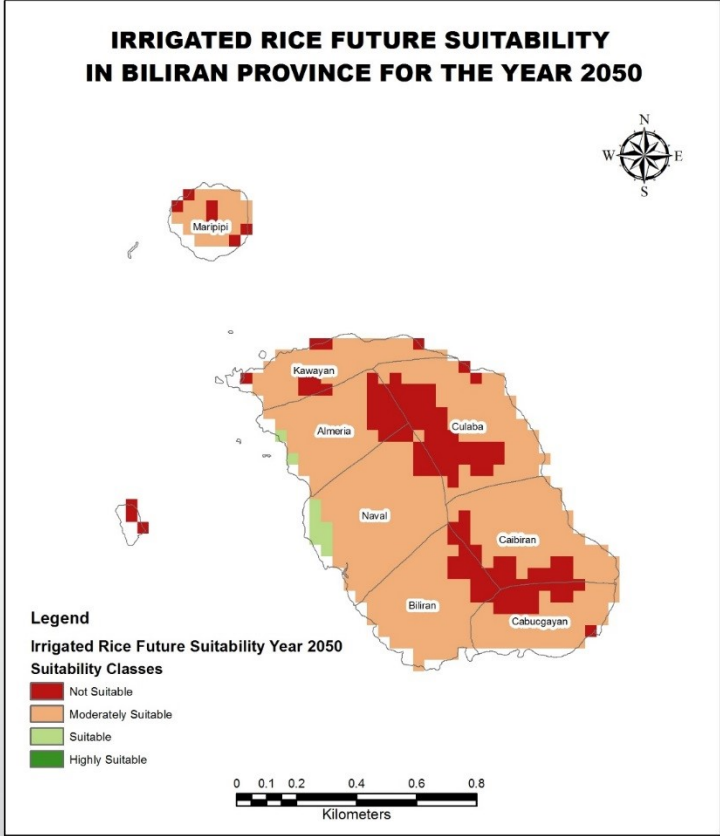 IRRIGATED RICE FUTURE SUITABILITY
IN BILIRAN PROVINCE FOR THE YEAR 2050
N
W
E
S
Maripipi
Kawayan
Almeria
Culaba
Naval
Caibiran
Biliran
Cabucgayan
Legend
Irrigated Rice Future Suitability Year 2050
Suitability Classes
Not Suitable
Moderately Suitable
Suitable
Highly Suitable
0 0.1 0.2 0.4 0.6 0.8
Kilometers